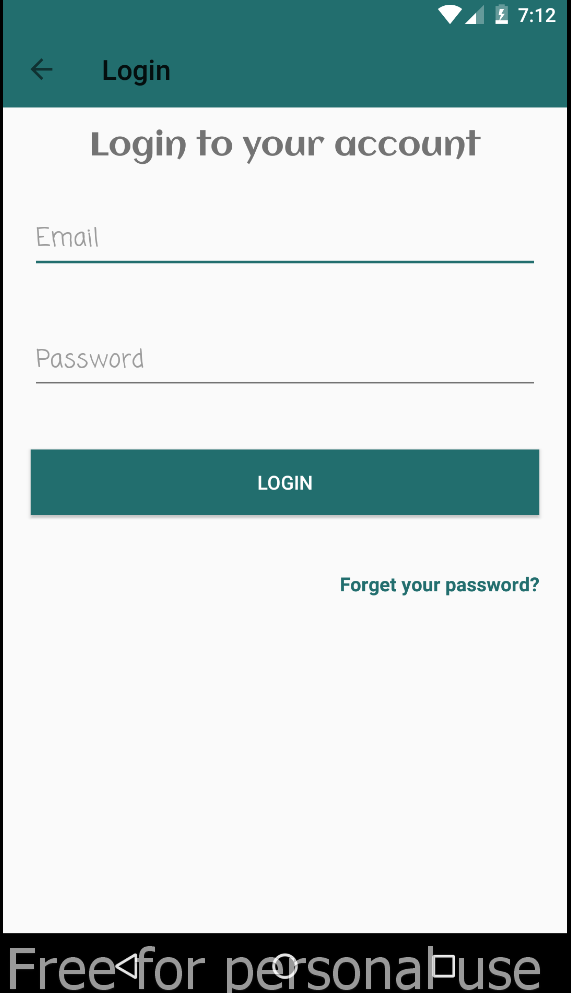 7:12
Login
Login to your account
Email
Password
LOGIN
Forget your password?
Free for personal use